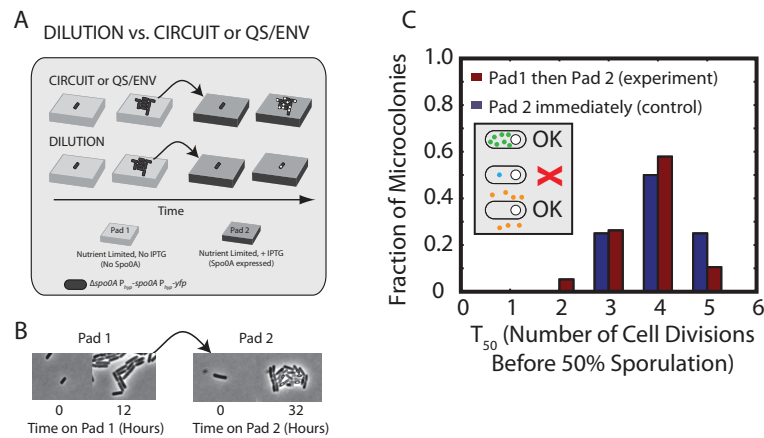 A
DILUTION vs. CIRCUIT or QS/ENV
CIRCUIT or QS/ENV
DILUTION
Time
Pad 1
Pad 2
Nutrient Limited, No IPTG
(No Spo0A)
Nutrient Limited, + IPTG
(Spo0A expressed)
Δspo0A Phyp-spo0A Phyp-yfp
B
Pad 1
Pad 2
0
12
0
32
Time on Pad 1 (Hours)
Time on Pad 2 (Hours)
C
Fraction of Microcolonies
1.0
0.8
0.6
0.4
0.2
0
Pad1 then Pad 2 (experiment)
Pad 2 immediately (control)
OK
X
OK
0 1 2 3 4 5 6
T50 (Number of Cell Divisions
Before 50% Sporulation)